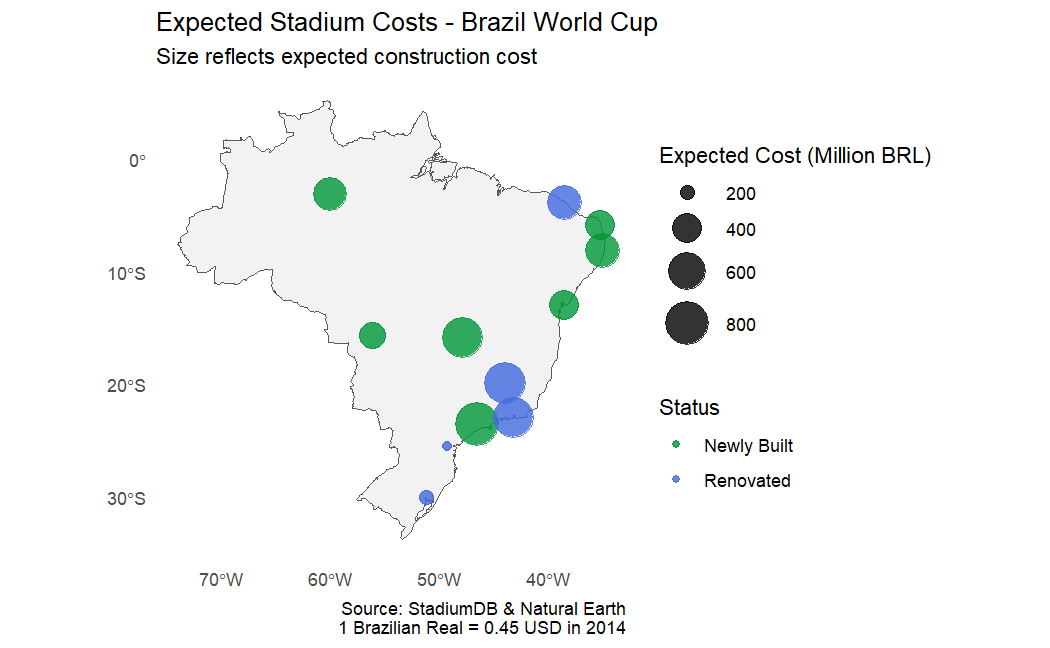 Expected Stadium Costs - Brazil World Cup
Size reflects expected construction cost
0°
10°S
20°S
30°S
70°W 60°W 50°W 40°W
Expected Cost (Million BRL)
200
400
600
800
Status
Newly Built
Renovated
Source: StadiumDB & Natural Earth
1 Brazilian Real = 0.45 USD in 2014